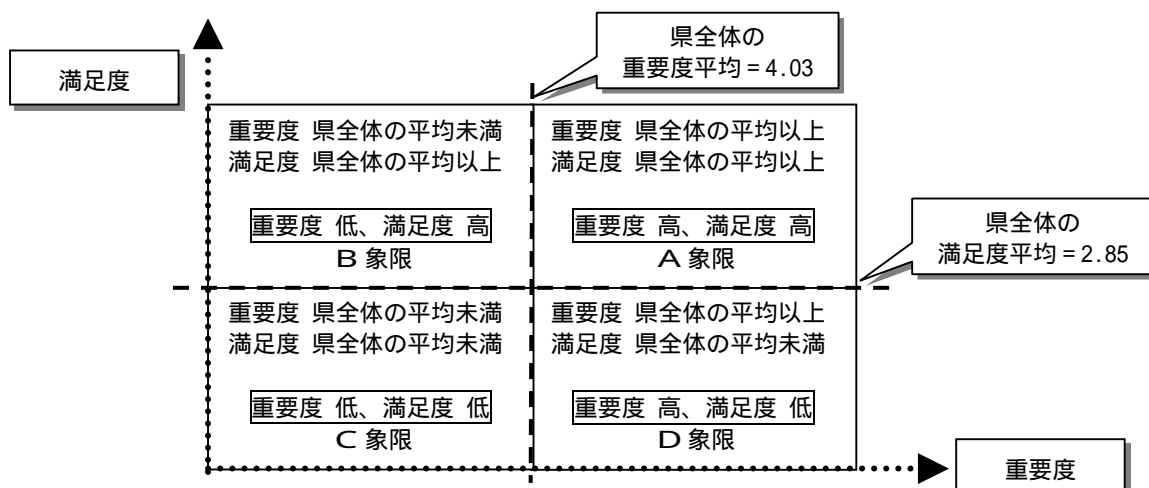 県全体の
重要度平均=4.03
満足度
重要度 県全体の平均未満
満足度 県全体の平均以上
重要度 低、満足度 高
B 象限
重要度 県全体の平均以上
満足度 県全体の平均以上
重要度 高、満足度 高
A 象限
県全体の
満足度平均=2.85
重要度 県全体の平均未満
満足度 県全体の平均未満
重要度 低、満足度 低
C 象限
重要度 県全体の平均以上
満足度 県全体の平均未満
重要度 高、満足度 低
D 象限
重要度